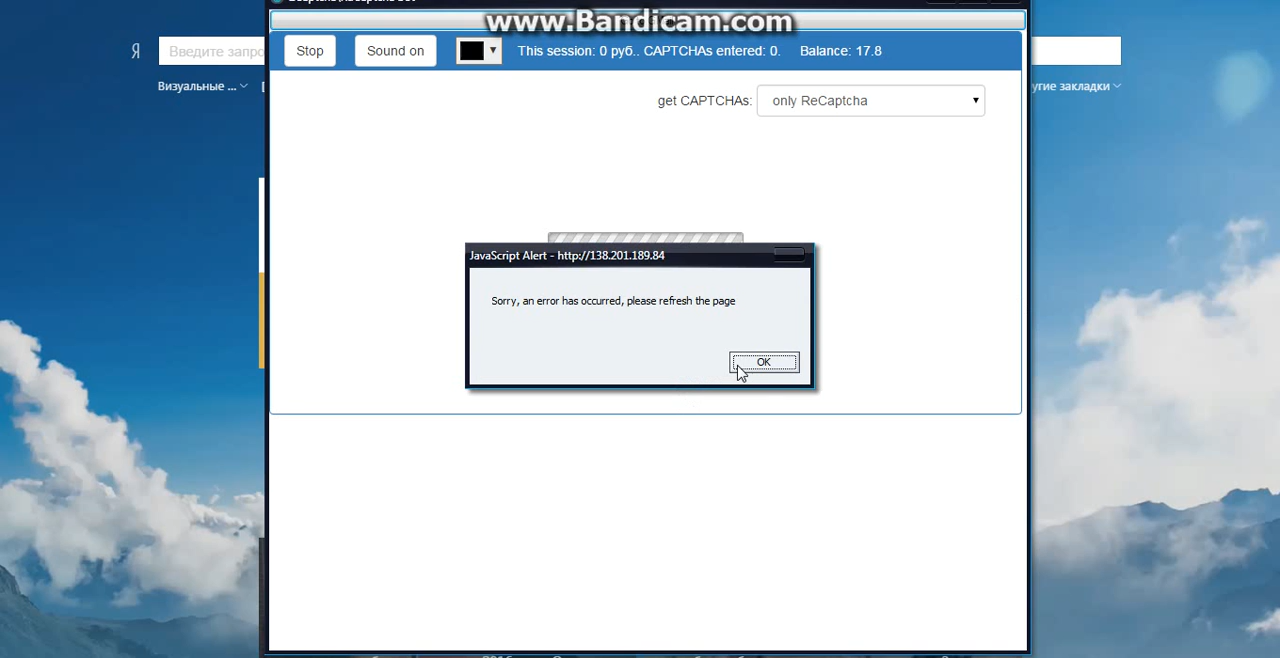 www.Bandicam.com
Я Введите запро
Stop
Sound on
This session: 0 руб.. CAPTCHAs entered: 0. Balance: 17.8
Визуальные ...
угие закладки
get CAPTCHAs: only ReCaptcha
JavaScript Alert - http://138.201.189.84
Sorry, an error has occurred, please refresh the page
OK